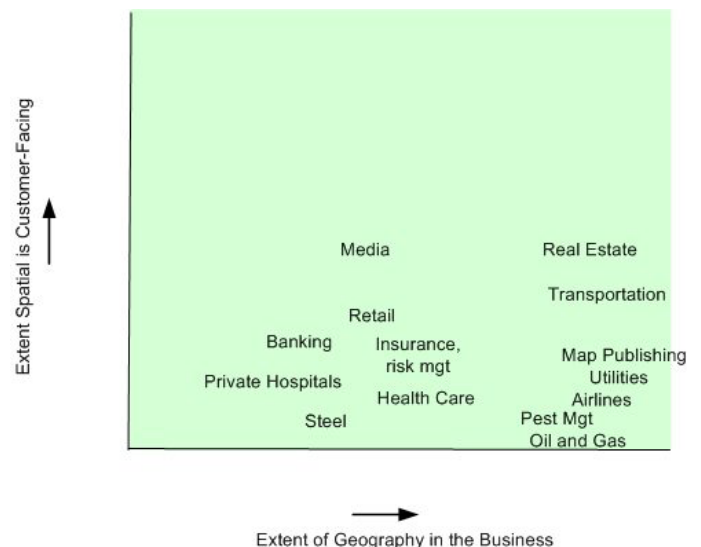 Extent Spatial is Customer-Facing
Media
Real Estate
Transportation
Retail
Banking
Insurance,
risk mgt
Map Publishing
Private Hospitals
Utilities
Health Care
Airlines
Steel
Pest Mgt
Oil and Gas
Extent of Geography in the Business